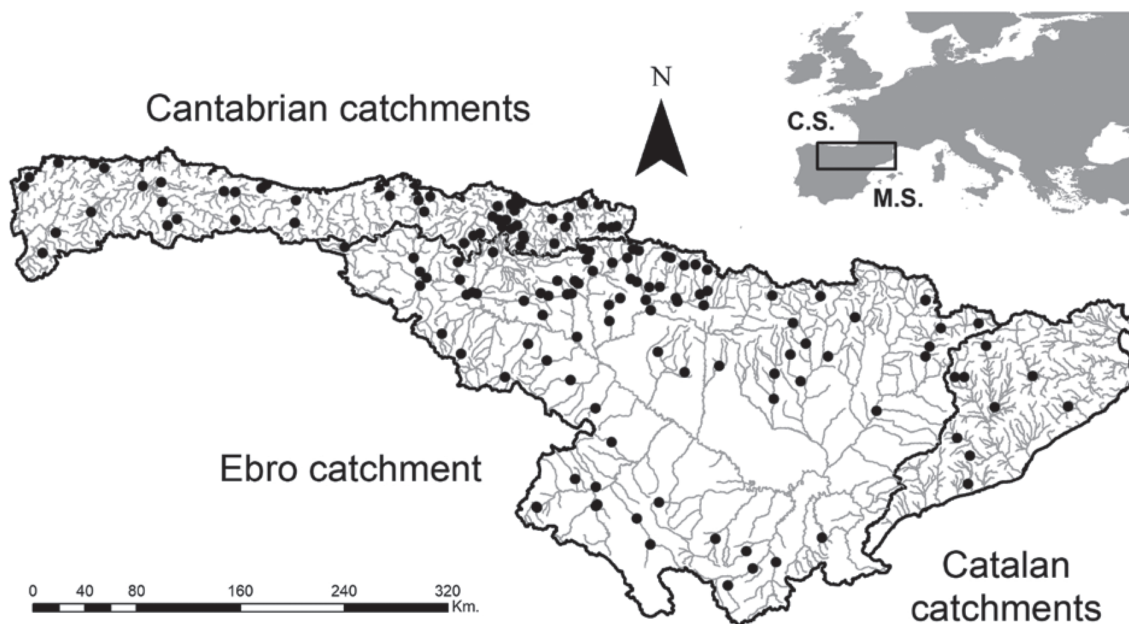 Cantabrian catchments
N
C.S.
M.S.
Ebro catchment
Catalan
catchments
0 40 80 160 240 320
Km.